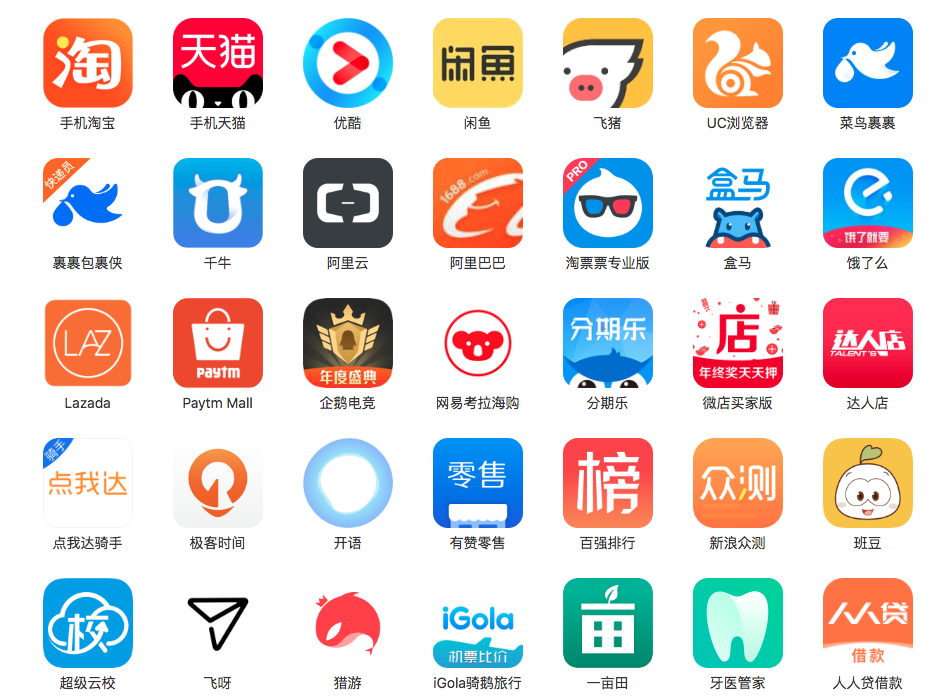 淘
天猫
闲鱼
手机淘宝
手机天猫
优酷
闲鱼
飞猪
UC浏览器
菜鸟裹裹
快递员
1688.com
PRO
盒马
饿了就要
裹裹包裹侠
千牛
阿里云
阿里巴巴
淘票票专业版
盒马
饿了么
LAZ
Paytm
年度盛典
分期乐
店
年终奖天天押
达人店
TALENT'S
Lazada
Paytm Mall
企鹅电竞
网易考拉海购
分期乐
微店买家版
达人店
骑手
点我达
零售
榜
众测
点我达骑手
极客时间
开语
有赞零售
百强排行
新浪众测
班豆
校
iGola
机票比价
人人贷
借款
超级云校
飞呀
猎游
iGola骑鹅旅行
一亩田
牙医管家
人人贷借款